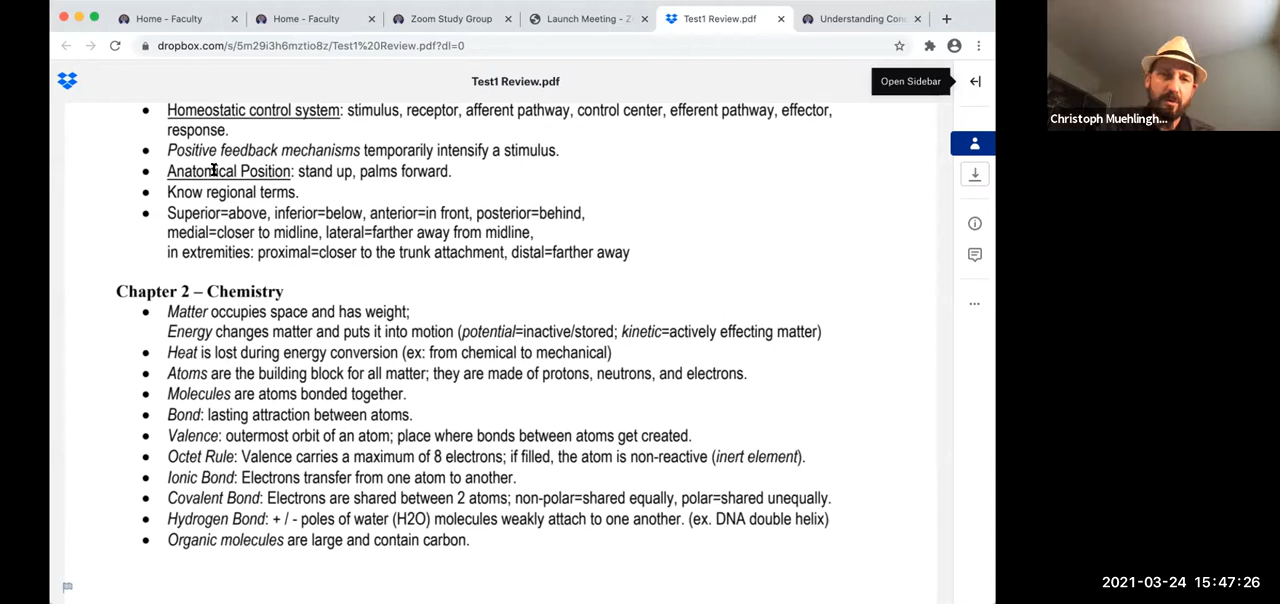 Home - Faculty
Home - Faculty
Zoom Study Group
Launch Meeting - Z
Test1 Review.pdf
Understanding Con
dropbox.com/s/5m29i3h6mztio8z/Test1%20Review.pdf?dl=0
Test1 Review.pdf
Open Sidebar
Christoph Muehlingh...
• Homeostatic control system: stimulus, receptor, afferent pathway, control center, efferent pathway, effector,
response.
• Positive feedback mechanisms temporarily intensify a stimulus.
• Anatomical Position: stand up, palms forward.
• Know regional terms.
• Superior=above, inferior=below, anterior=in front, posterior=behind,
medial=closer to midline, lateral=farther away from midline,
in extremities: proximal=closer to the trunk attachment, distal=farther away
Chapter 2 – Chemistry
• Matter occupies space and has weight;
Energy changes matter and puts it into motion (potential=inactive/stored; kinetic=actively effecting matter)
• Heat is lost during energy conversion (ex: from chemical to mechanical)
• Atoms are the building block for all matter; they are made of protons, neutrons, and electrons.
• Molecules are atoms bonded together.
• Bond: lasting attraction between atoms.
• Valence: outermost orbit of an atom; place where bonds between atoms get created.
• Octet Rule: Valence carries a maximum of 8 electrons; if filled, the atom is non-reactive (inert element).
• Ionic Bond: Electrons transfer from one atom to another.
• Covalent Bond: Electrons are shared between 2 atoms; non-polar=shared equally, polar=shared unequally.
• Hydrogen Bond: + / - poles of water (H2O) molecules weakly attach to one another. (ex. DNA double helix)
• Organic molecules are large and contain carbon.
2021-03-24 15:47:26